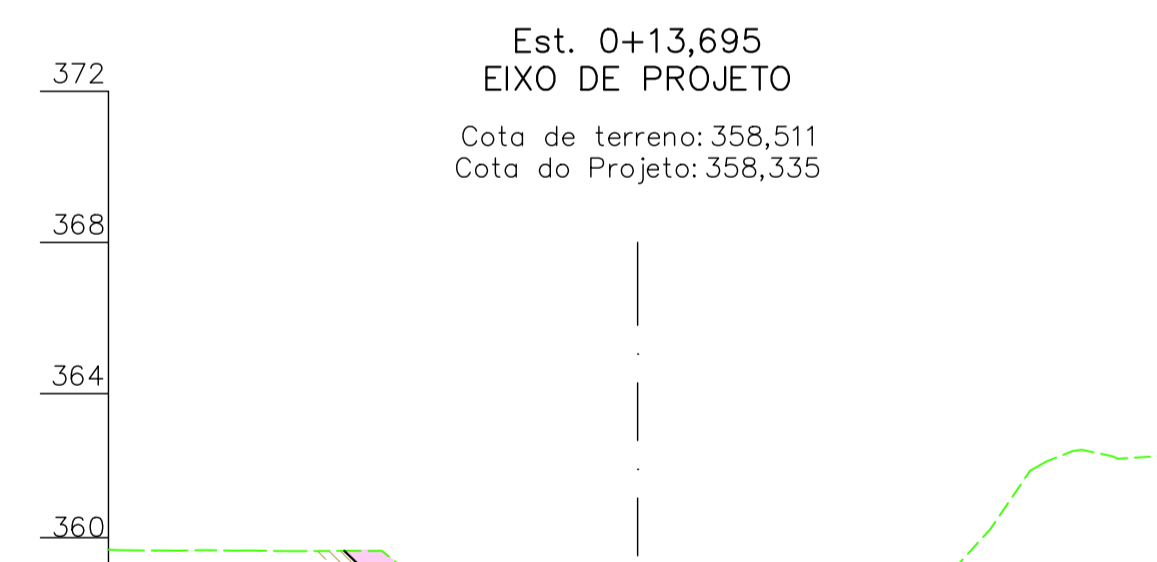 Est. 0+13,695
EIXO DE PROJETO
Cota de terreno: 358,511
Cota do Projeto: 358,335
372
368
364
360